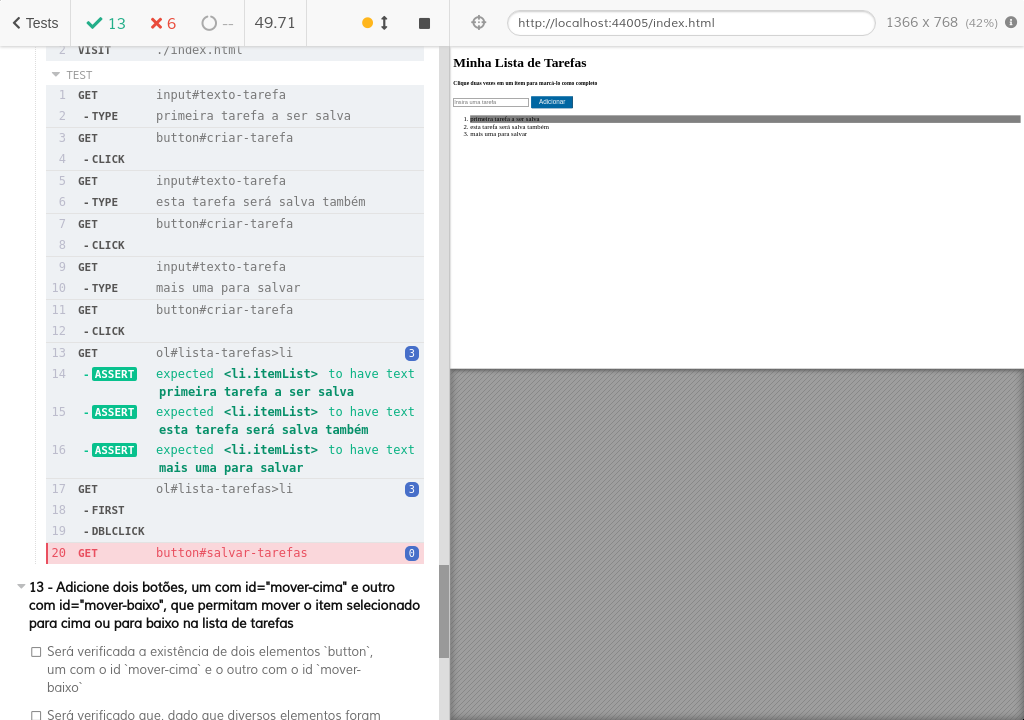 Tests 13 6 -- 49.71 http://localhost:44005/index.html 1366 x 768 (42%)
2 VISIT ./index.html
TEST
1 GET input#texto-tarefa
2 -TYPE primeira tarefa a ser salva
3 GET button#criar-tarefa
4 -CLICK
5 GET input#texto-tarefa
6 -TYPE esta tarefa será salva também
7 GET button#criar-tarefa
8 -CLICK
9 GET input#texto-tarefa
10 -TYPE mais uma para salvar
11 GET button#criar-tarefa
12 -CLICK
13 GET ol#lista-tarefas>li 3
14 -ASSERT expected <li.itemList> to have text
primeira tarefa a ser salva
15 -ASSERT expected <li.itemList> to have text
esta tarefa será salva também
16 -ASSERT expected <li.itemList> to have text
mais uma para salvar
17 GET ol#lista-tarefas>li 3
18 -FIRST
19 -DBLCLICK
20 GET button#salvar-tarefas 0
13 - Adicione dois botões, um com id="mover-cima" e outro
com id="mover-baixo", que permitam mover o item selecionado
para cima ou para baixo na lista de tarefas
Será verificada a existência de dois elementos `button`,
um com o id `mover-cima` e o outro com o id `mover-
baixo`
Será verificado que, dado que diversos elementos foram
Minha Lista de Tarefas
Clique duas vezes em um item para marcá-lo como completo
Insira uma tarefa Adicionar
1. primeira tarefa a ser salva
2. esta tarefa será salva também
3. mais uma para salvar